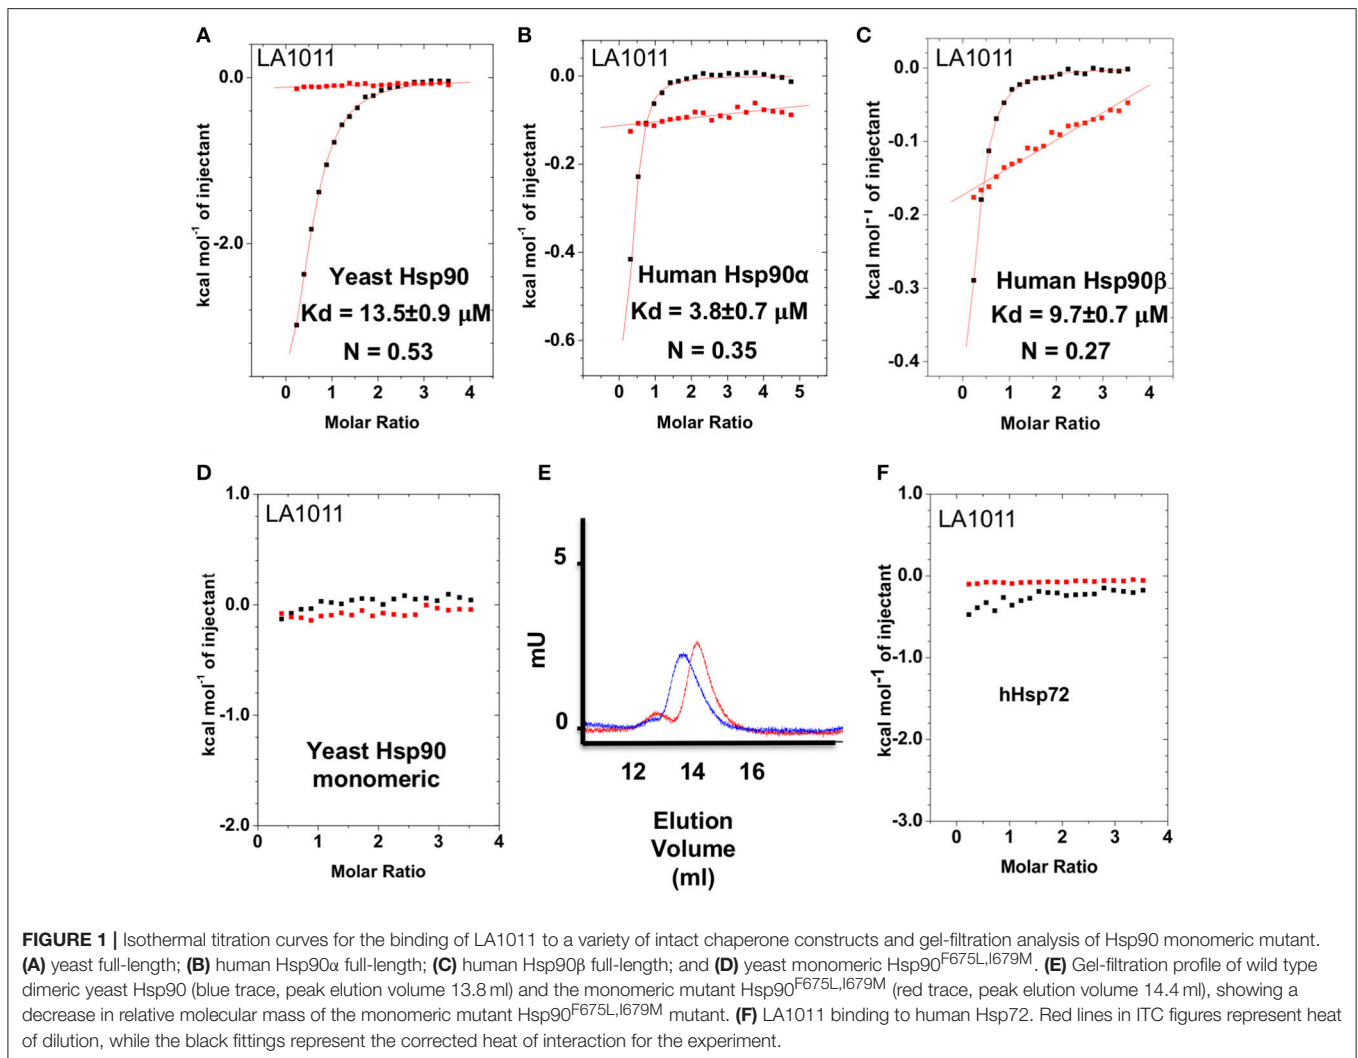 A
LA1011
0.0
-2.0
kcal mol⁻¹ of injectant
Yeast Hsp90
Kd = 13.5±0.9 μM
N = 0.53
0 1 2 3 4
Molar Ratio
B
LA1011
0.0
-0.2
-0.4
-0.6
kcal mol⁻¹ of injectant
Human Hsp90α
Kd = 3.8±0.7 μM
N = 0.35
0 1 2 3 4 5
Molar Ratio
C
LA1011
0.0
-0.1
-0.2
-0.3
-0.4
kcal mol⁻¹ of injectant
Human Hsp90β
Kd = 9.7±0.7 μM
N = 0.27
0 1 2 3 4
Molar Ratio
D
LA1011
1.0
0.0
-1.0
-2.0
kcal mol⁻¹ of injectant
Yeast Hsp90
monomeric
0 1 2 3 4
Molar Ratio
E
5
0
mU
12 14 16
Elution
Volume
(ml)
F
LA1011
1.0
0.0
-1.0
-2.0
-3.0
kcal mol⁻¹ of injectant
hHsp72
0 1 2 3 4
Molar Ratio
FIGURE 1 | Isothermal titration curves for the binding of LA1011 to a variety of intact chaperone constructs and gel-filtration analysis of Hsp90 monomeric mutant.
(A) yeast full-length; (B) human Hsp90α full-length; (C) human Hsp90β full-length; and (D) yeast monomeric Hsp90F675L,I679M. (E) Gel-filtration profile of wild type
dimeric yeast Hsp90 (blue trace, peak elution volume 13.8 ml) and the monomeric mutant Hsp90F675L,I679M (red trace, peak elution volume 14.4 ml), showing a
decrease in relative molecular mass of the monomeric mutant Hsp90F675L,I679M mutant. (F) LA1011 binding to human Hsp72. Red lines in ITC figures represent heat
of dilution, while the black fittings represent the corrected heat of interaction for the experiment.